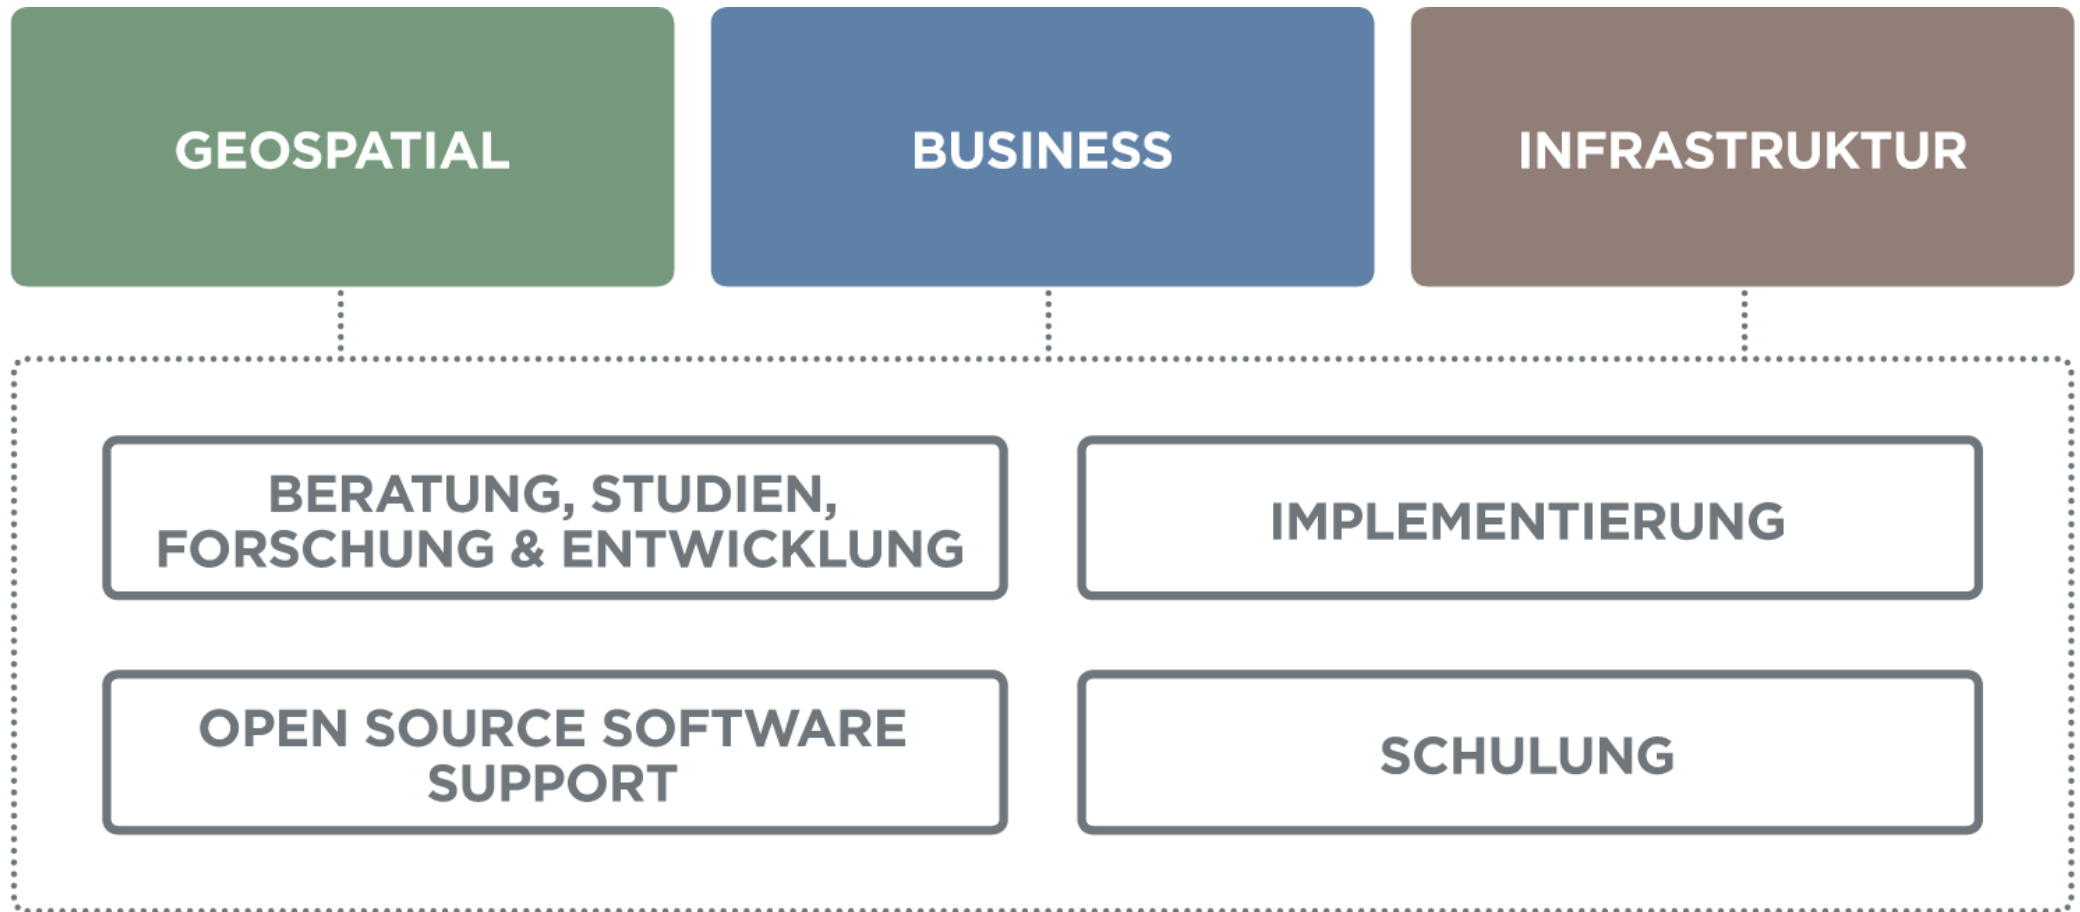 GEOSPATIAL
BUSINESS
INFRASTRUKTUR
BERATUNG, STUDIEN,
FORSCHUNG & ENTWICKLUNG
IMPLEMENTIERUNG
OPEN SOURCE SOFTWARE
SUPPORT
SCHULUNG